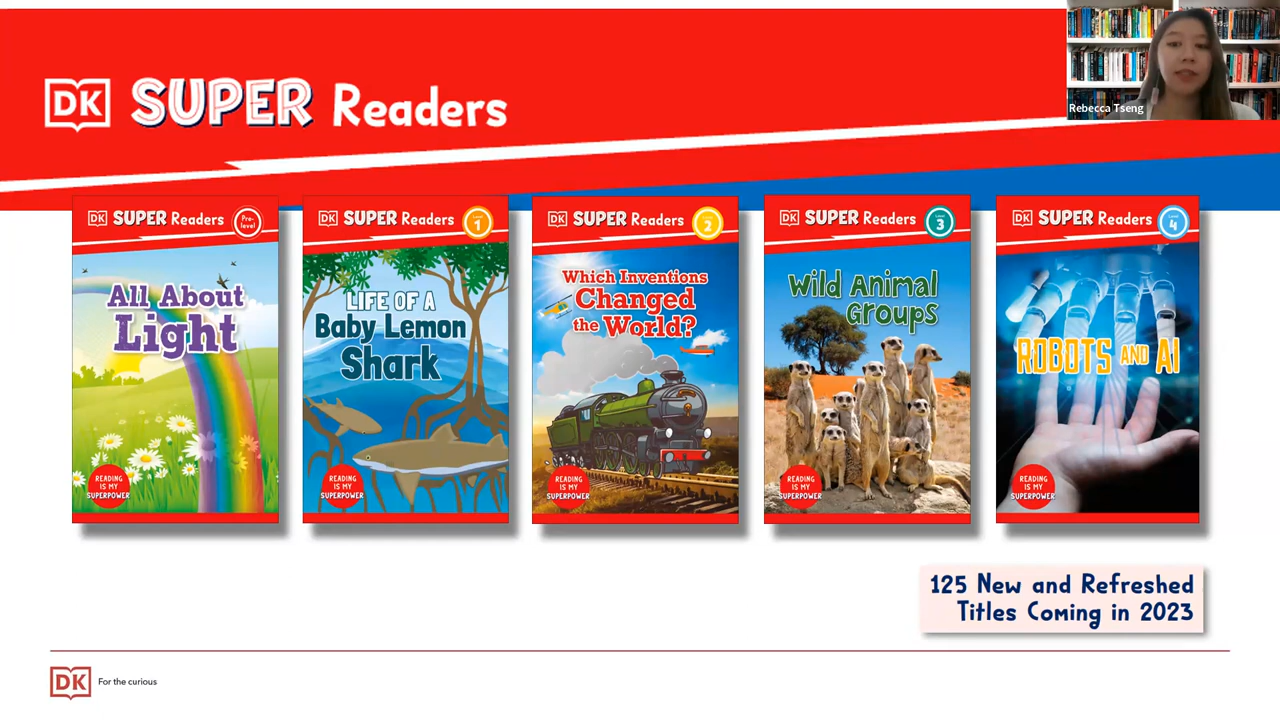 DK SUPER Readers
Rebecca Tseng
DK SUPER Readers Pre-level
All About
Light
READING
IS MY
SUPERPOWER
DK SUPER Readers Level 1
LIFE OF A
Baby Lemon
Shark
READING
IS MY
SUPERPOWER
DK SUPER Readers Level 2
Which Inventions
Changed
the World?
READING
IS MY
SUPERPOWER
DK SUPER Readers Level 3
Wild Animal
Groups
READING
IS MY
SUPERPOWER
DK SUPER Readers Level 4
ROBOTS AND AI
READING
IS MY
SUPERPOWER
125 New and Refreshed
Titles Coming in 2023
DK For the curious